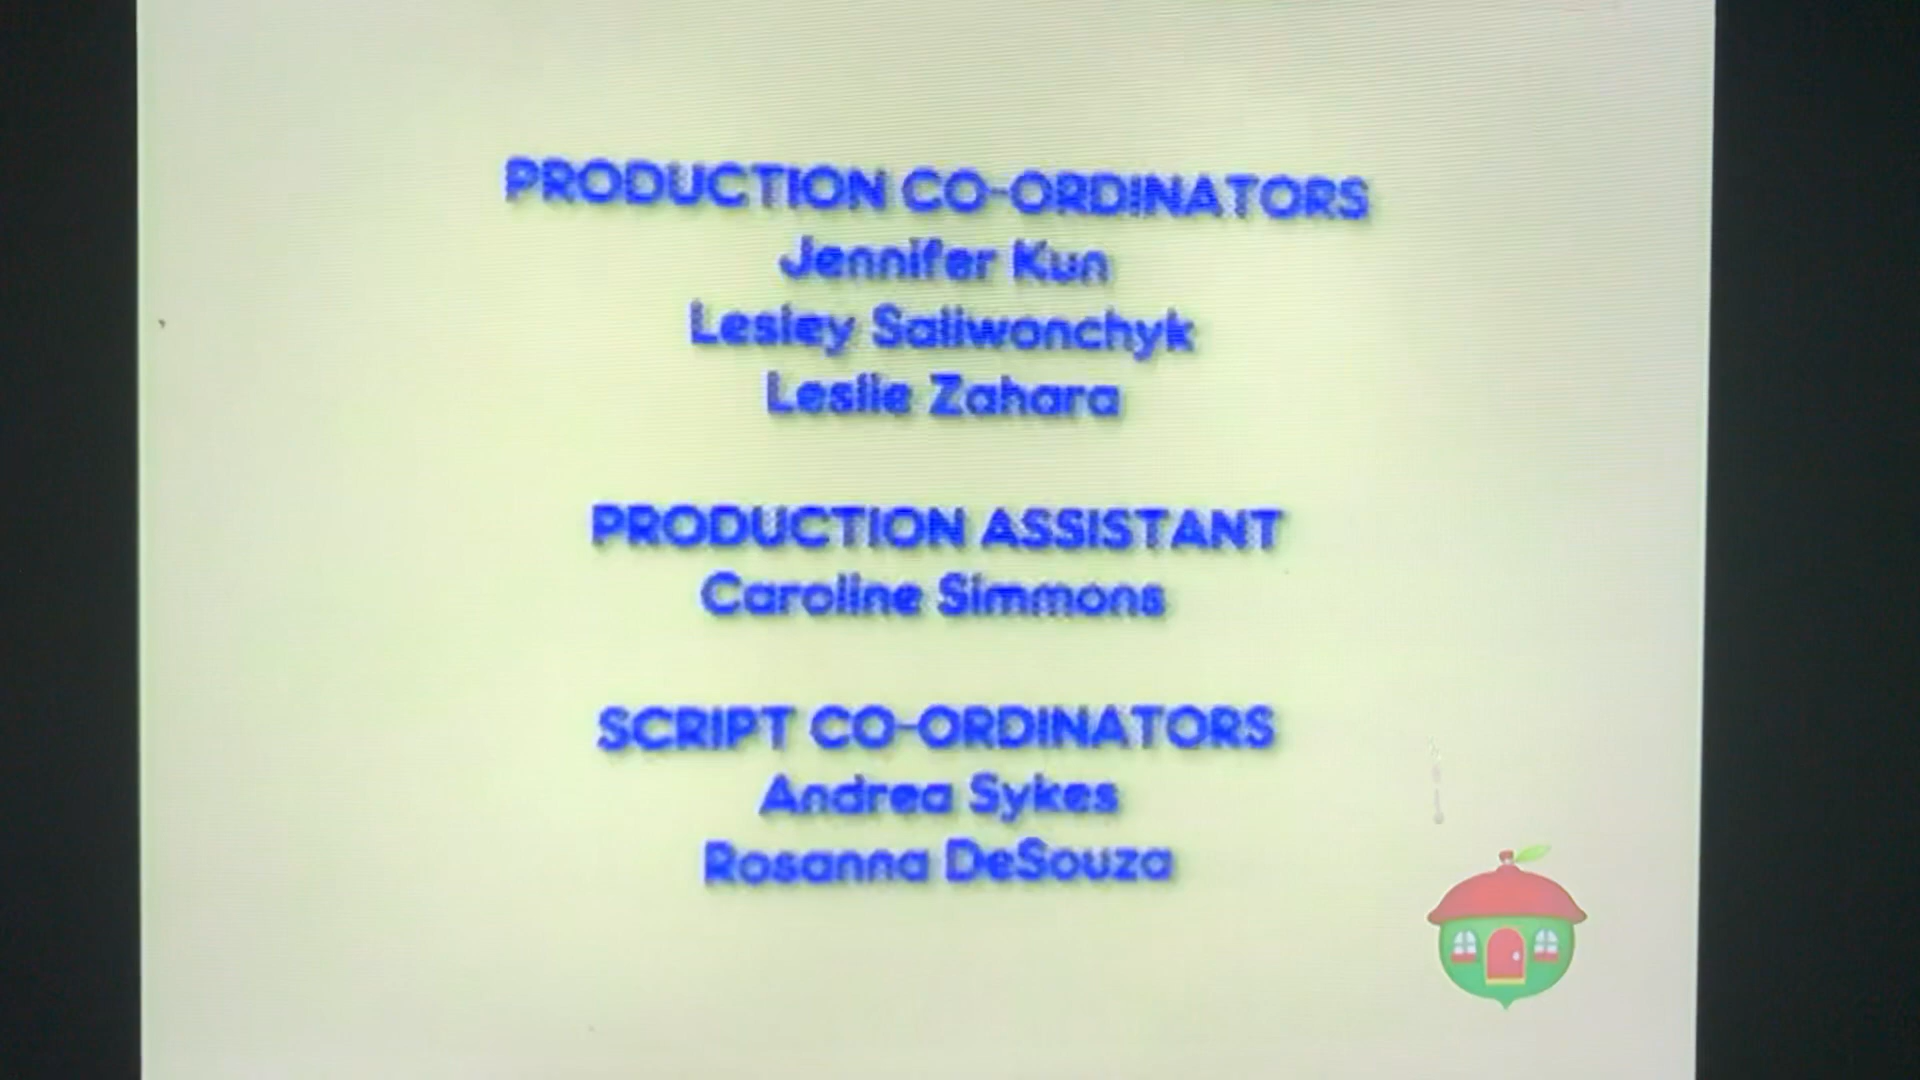 PRODUCTION CO-ORDINATORS
Jennifer Kun
Lesley Saliwonchyk
Leslie Zahara
PRODUCTION ASSISTANT
Caroline Simmons
SCRIPT CO-ORDINATORS
Andrea Sykes
Rosanna DeSouza